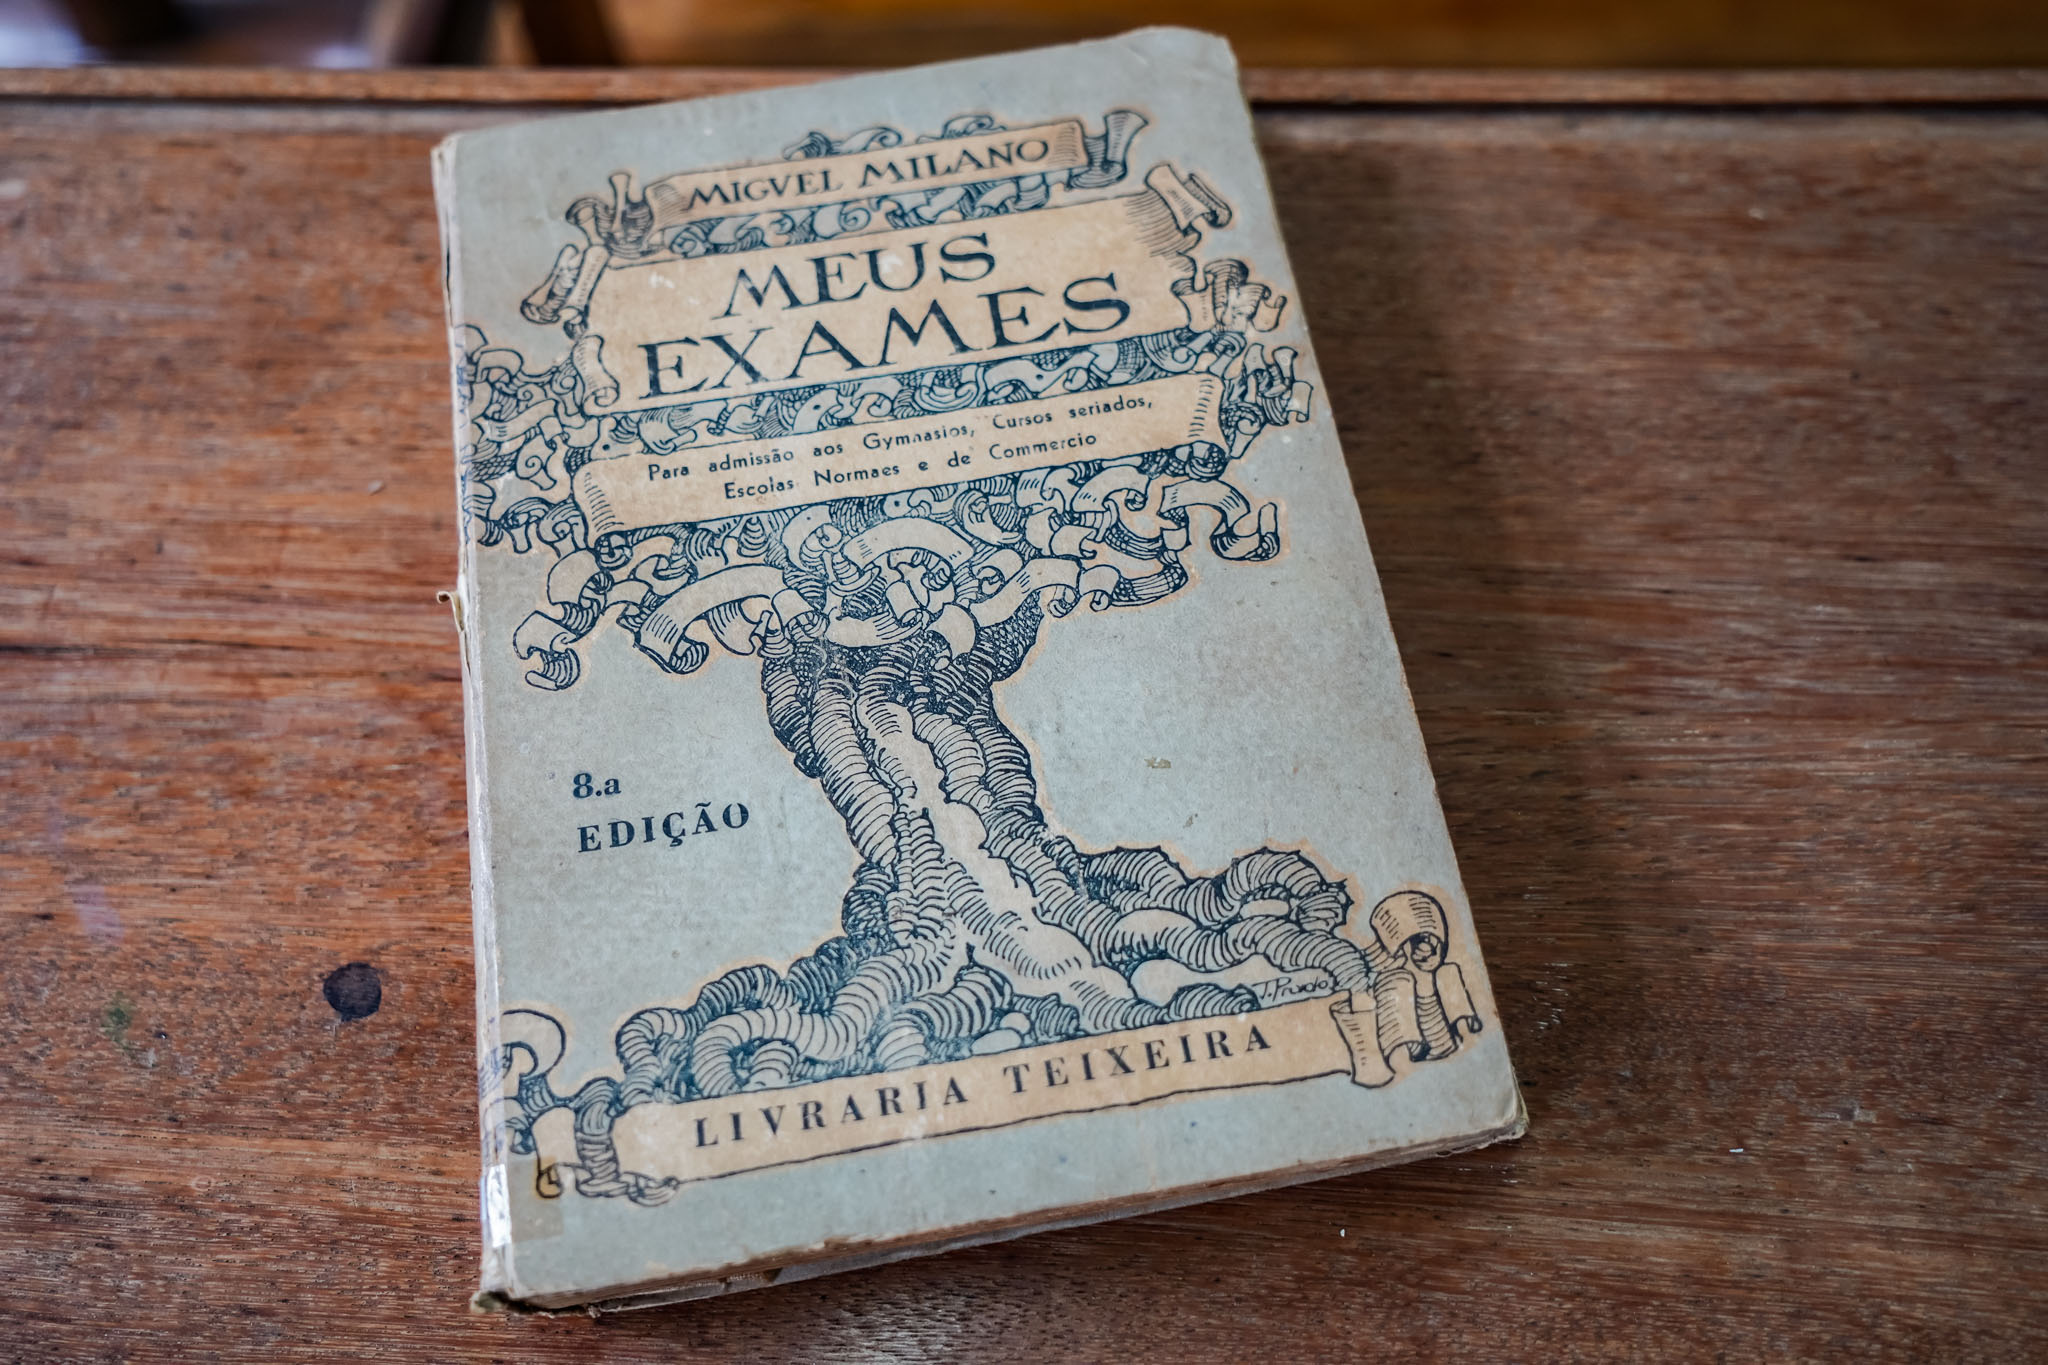 MIGVEL MILANO
MEUS
EXAMES
Para admissão aos Gymnasios, Cursos seriados,
Escolas Normaes e de Commercio
8.a
EDIÇÃO
J. Prado
LIVRARIA TEIXEIRA